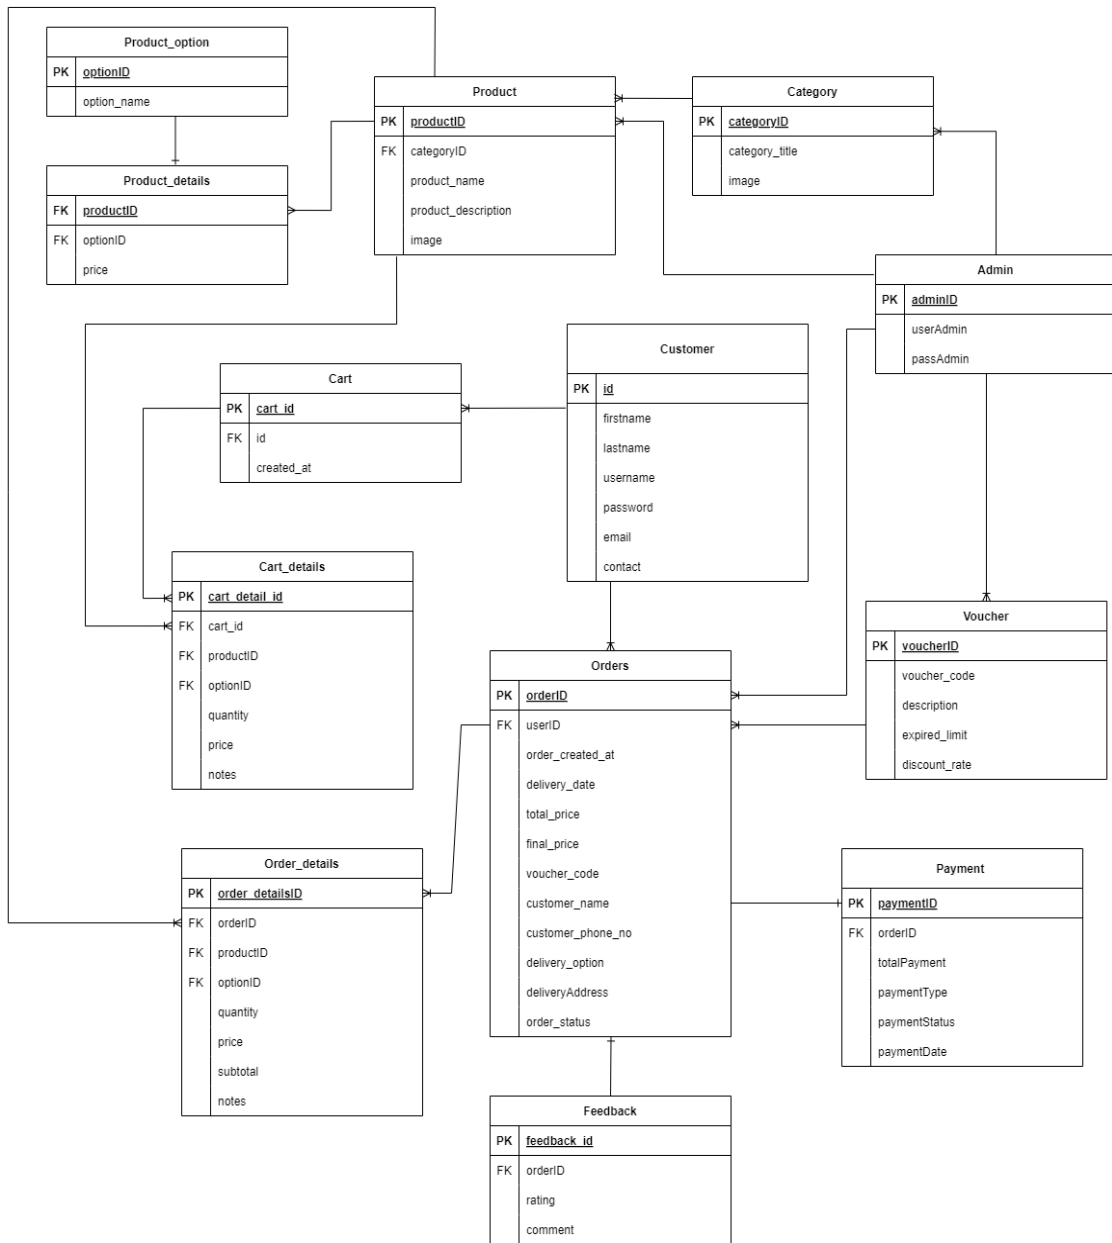 Product_option
PK optionID
option_name
Product_details
FK productID
FK optionID
price
Product
PK productID
FK categoryID
product_name
product_description
image
Category
PK categoryID
category_title
image
Admin
PK adminID
userAdmin
passAdmin
Customer
PK id
firstname
lastname
username
password
email
contact
Cart
PK cart_id
FK id
created_at
Cart_details
PK cart_detail_id
FK cart_id
FK productID
FK optionID
quantity
price
notes
Voucher
PK voucherID
voucher_code
description
expired_limit
discount_rate
Orders
PK orderID
FK userID
order_created_at
delivery_date
total_price
final_price
voucher_code
customer_name
customer_phone_no
delivery_option
deliveryAddress
order_status
Order_details
PK order_detailsID
FK orderID
FK productID
FK optionID
quantity
price
subtotal
notes
Payment
PK paymentID
FK orderID
totalPayment
paymentType
paymentStatus
paymentDate
Feedback
PK feedback_id
FK orderID
rating
comment